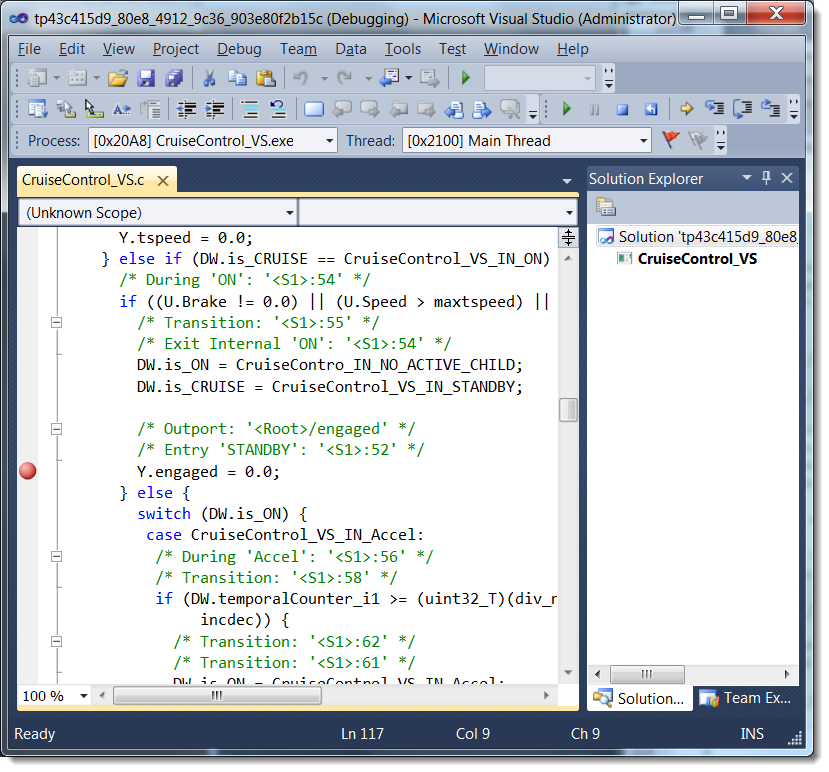 tp43c415d9_80e8_4912_9c36_903e80f2b15c (Debugging) - Microsoft Visual Studio (Administrator)
File Edit View Project Debug Team Data Tools Test Window Help
Process: [0x20A8] CruiseControl_VS.exe Thread: [0x2100] Main Thread
CruiseControl_VS.c
(Unknown Scope)
Y.tspeed = 0.0;
} else if (DW.is_CRUISE == CruiseControl_VS_IN_ON)
/* During 'ON': '<S1>:54' */
if ((U.Brake != 0.0) || (U.Speed > maxtspeed) ||
/* Transition: '<S1>:55' */
/* Exit Internal 'ON': '<S1>:54' */
DW.is_ON = CruiseContro_IN_NO_ACTIVE_CHILD;
DW.is_CRUISE = CruiseControl_VS_IN_STANDBY;
/* Outport: '<Root>/engaged' */
/* Entry 'STANDBY': '<S1>:52' */
Y.engaged = 0.0;
} else {
switch (DW.is_ON) {
case CruiseControl_VS_IN_Accel:
/* During 'Accel': '<S1>:56' */
/* Transition: '<S1>:58' */
if (DW.temporalCounter_i1 >= (uint32_T)(div_r
incdec)) {
/* Transition: '<S1>:62' */
/* Transition: '<S1>:61' */
DW.is_ON = CruiseControl_VS_IN_Accel;
100 %
Solution Explorer
Solution 'tp43c415d9_80e8_
CruiseControl_VS
Solution... Team Ex...
Ready Ln 117 Col 9 Ch 9 INS